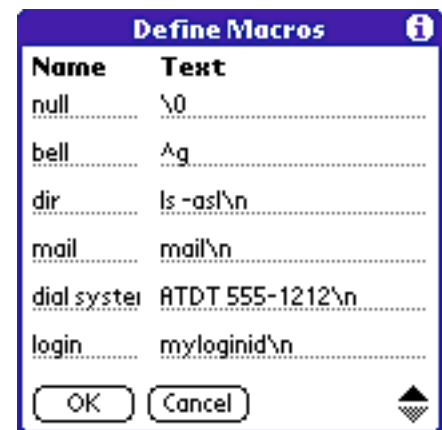 Define Macros i
Name Text
null \0
bell ^g
dir ls -asl\n
mail mail\n
dial syster ATDT 555-1212\n
login myloginid\n
OK Cancel